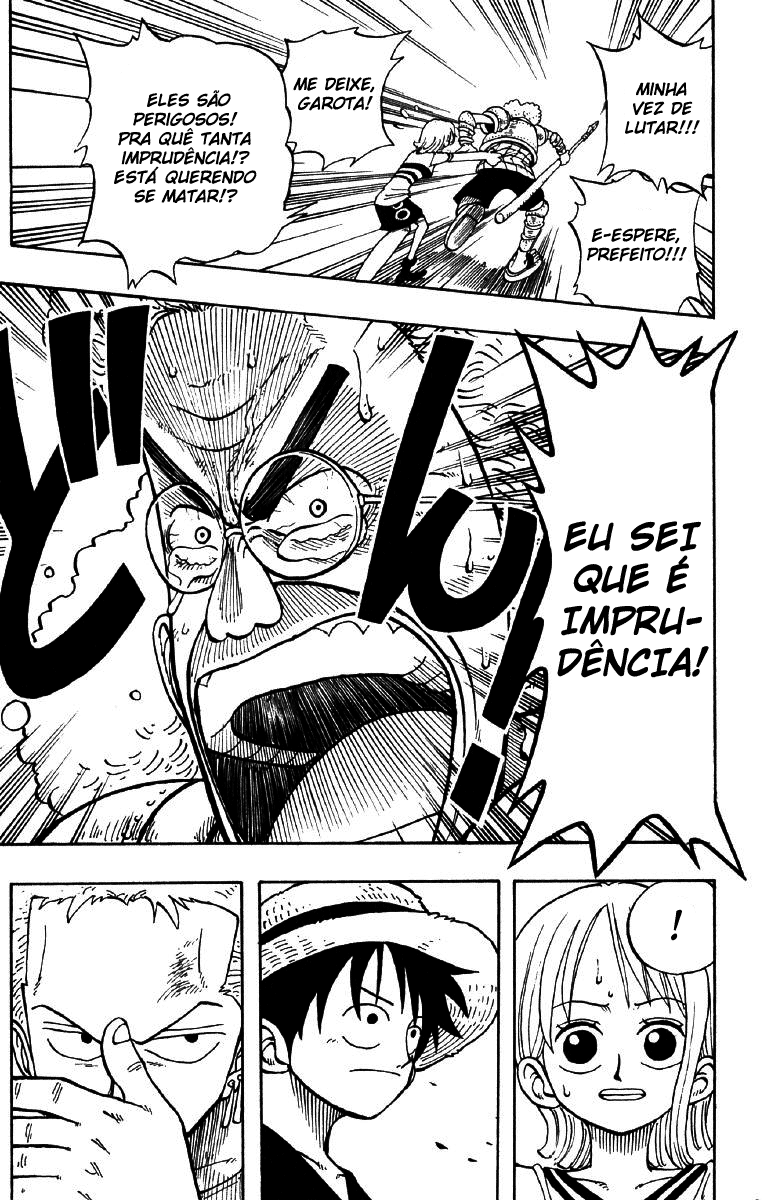 MINHA
VEZ DE
LUTAR!!!
E-ESPERE,
PREFEITO!!!
ME DEIXE,
GAROTA!
ELES SÃO
PERIGOSOS!
PRA QUÊ TANTA
IMPRUDÊNCIA!?
ESTÁ QUERENDO
SE MATAR!?
EU SEI
QUE É
IMPRU-
DÊNCIA!
!